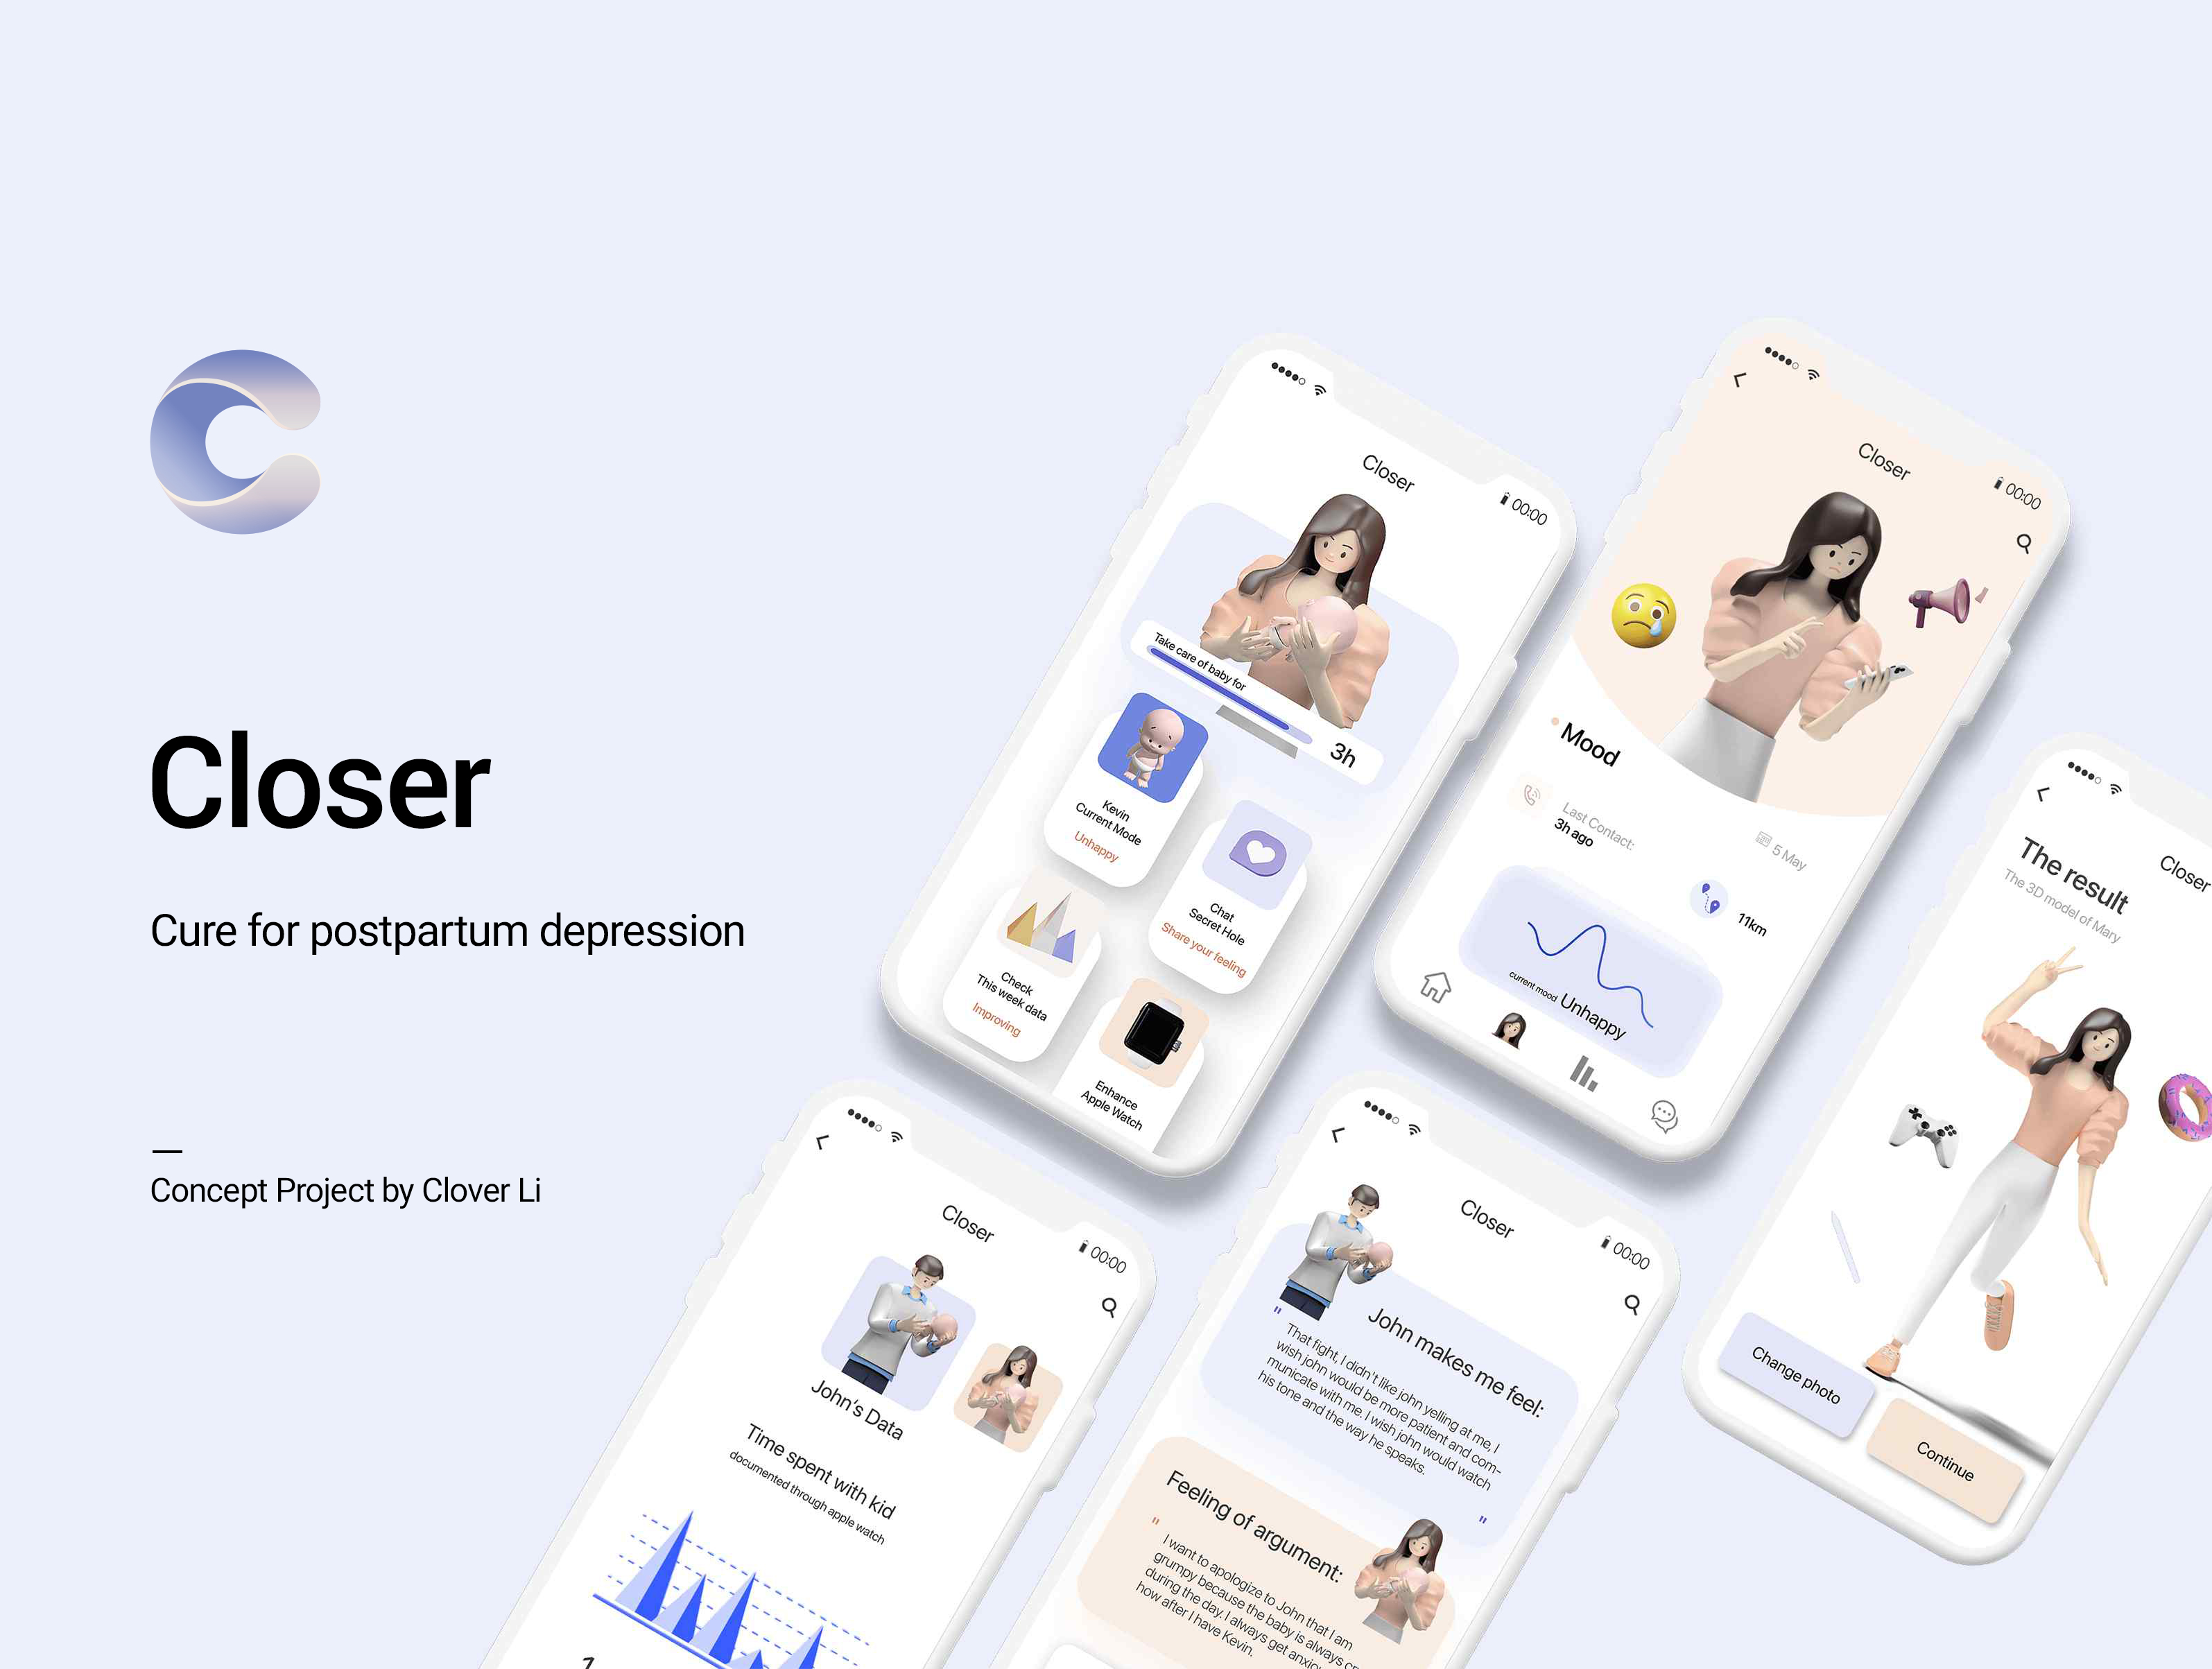 Closer
Cure for postpartum depression
Concept Project by Clover Li
Closer
00:00
Take care of baby for
3h
Kevin
Current Mode
Unhappy
Chat
Secret Hole
Share your feeling
Check
This week data
Improving
Enhance
Apple Watch
Closer
00:00
Mood
Last Contact:
3h ago
5 May
11km
current mood Unhappy
Closer
The result
The 3D model of Mary
Change photo
Continue
Closer
00:00
John's Data
Time spent with kid
documented through apple watch
1
Closer
00:00
John makes me feel:
" That fight, I didn't like john yelling at me, I
wish john would be more patient and com-
municate with me. I wish john would watch
his tone and the way he speaks. "
Feeling of argument:
" I want to apologize to John that I am
grumpy because the baby is always
during the day. I always get
how after I have Kevin.